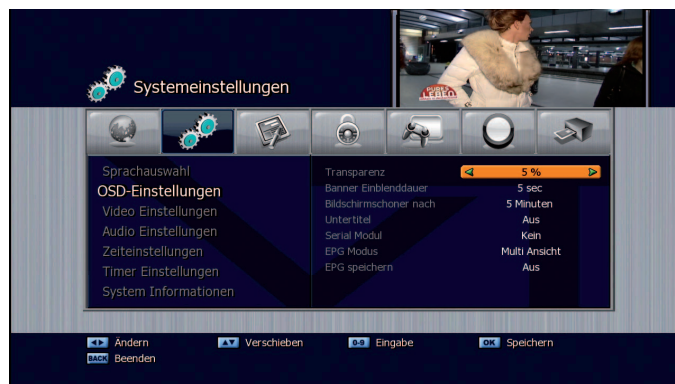 PURES
LEBEN
Systemeinstellungen
Sprachauswahl
OSD-Einstellungen
Video Einstellungen
Audio Einstellungen
Zeiteinstellungen
Timer Einstellungen
System Informationen
Transparenz 5 %
Banner Einblenddauer 5 sec
Bildschirmschoner nach 5 Minuten
Untertitel Aus
Serial Modul Kein
EPG Modus Multi Ansicht
EPG speichern Aus
Ändern
Verschieben
0-9 Eingabe
OK Speichern
BACK Beenden